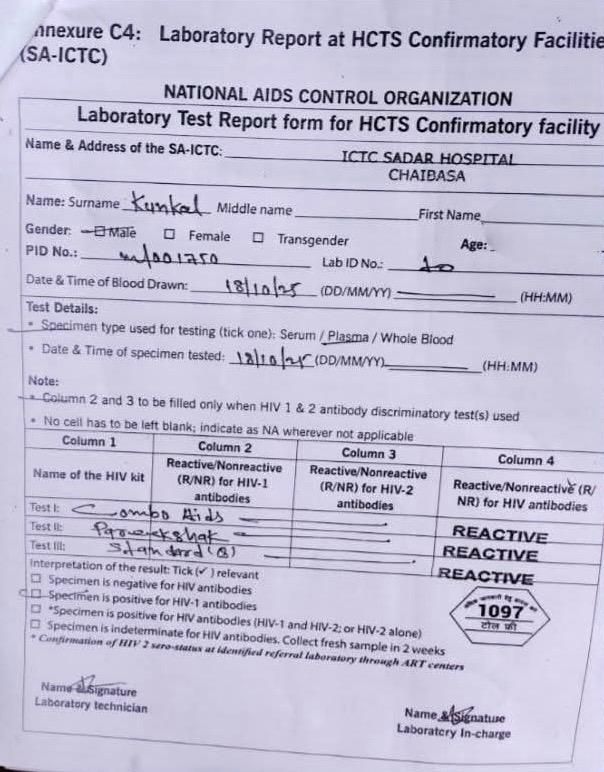 nnexure C4: Laboratory Report at HCTS Confirmatory Facilitie
(SA-ICTC)
NATIONAL AIDS CONTROL ORGANIZATION
Laboratory Test Report form for HCTS Confirmatory facility
Name & Address of the SA-ICTC: ICTC SADAR HOSPITAL
CHAIBASA
Name: Surname Kunkal Middle name First Name
Gender: Male Female Transgender Age:
PID No.: m/001750 Lab ID No.: 10
Date & Time of Blood Drawn: 18/10/25 (DD/MM/YY) (HH:MM)
Test Details:
• Specimen type used for testing (tick one): Serum / Plasma / Whole Blood
• Date & Time of specimen tested: 18/10/25 (DD/MM/YY) (HH:MM)
Note:
• Column 2 and 3 to be filled only when HIV 1 & 2 antibody discriminatory test(s) used
• No cell has to be left blank; indicate as NA wherever not applicable
Column 1 Column 2 Column 3 Column 4
Name of the HIV kit
Reactive/Nonreactive (R/NR) for HIV-1 antibodies
Reactive/Nonreactive (R/NR) for HIV-2 antibodies
Reactive/Nonreactive (R/ NR) for HIV antibodies
Test I: Combo Aids REACTIVE
Test II: REACTIVE
Test III: Standard (Q) REACTIVE
Interpretation of the result: Tick (✓) relevant
Specimen is negative for HIV antibodies
Specimen is positive for HIV-1 antibodies
*Specimen is positive for HIV antibodies (HIV-1 and HIV-2; or HIV-2 alone)
Specimen is indeterminate for HIV antibodies. Collect fresh sample in 2 weeks
* Confirmation of HIV 2 sero-status at identified referral laboratory through ART centers
1097
टोल फ्री
Name & Signature
Laboratory technician
Name & Signature
Laboratory In-charge